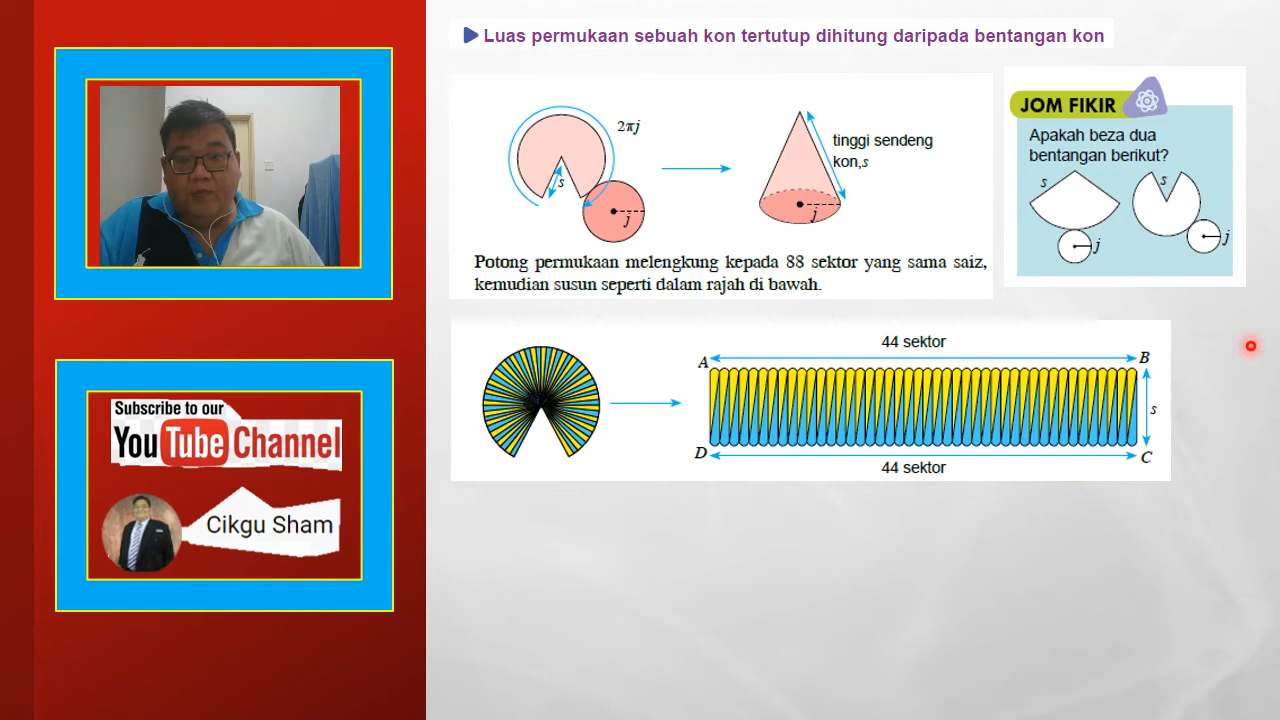 Luas permukaan sebuah kon tertutup dihitung daripada bentangan kon
2πj
s
j
tinggi sendeng
kon,s
j
Potong permukaan melengkung kepada 88 sektor yang sama saiz,
kemudian susun seperti dalam rajah di bawah.
JOM FIKIR
Apakah beza dua
bentangan berikut?
s
s
j
j
44 sektor
A
B
s
D
C
44 sektor
Subscribe to our
YouTube Channel
Cikgu Sham